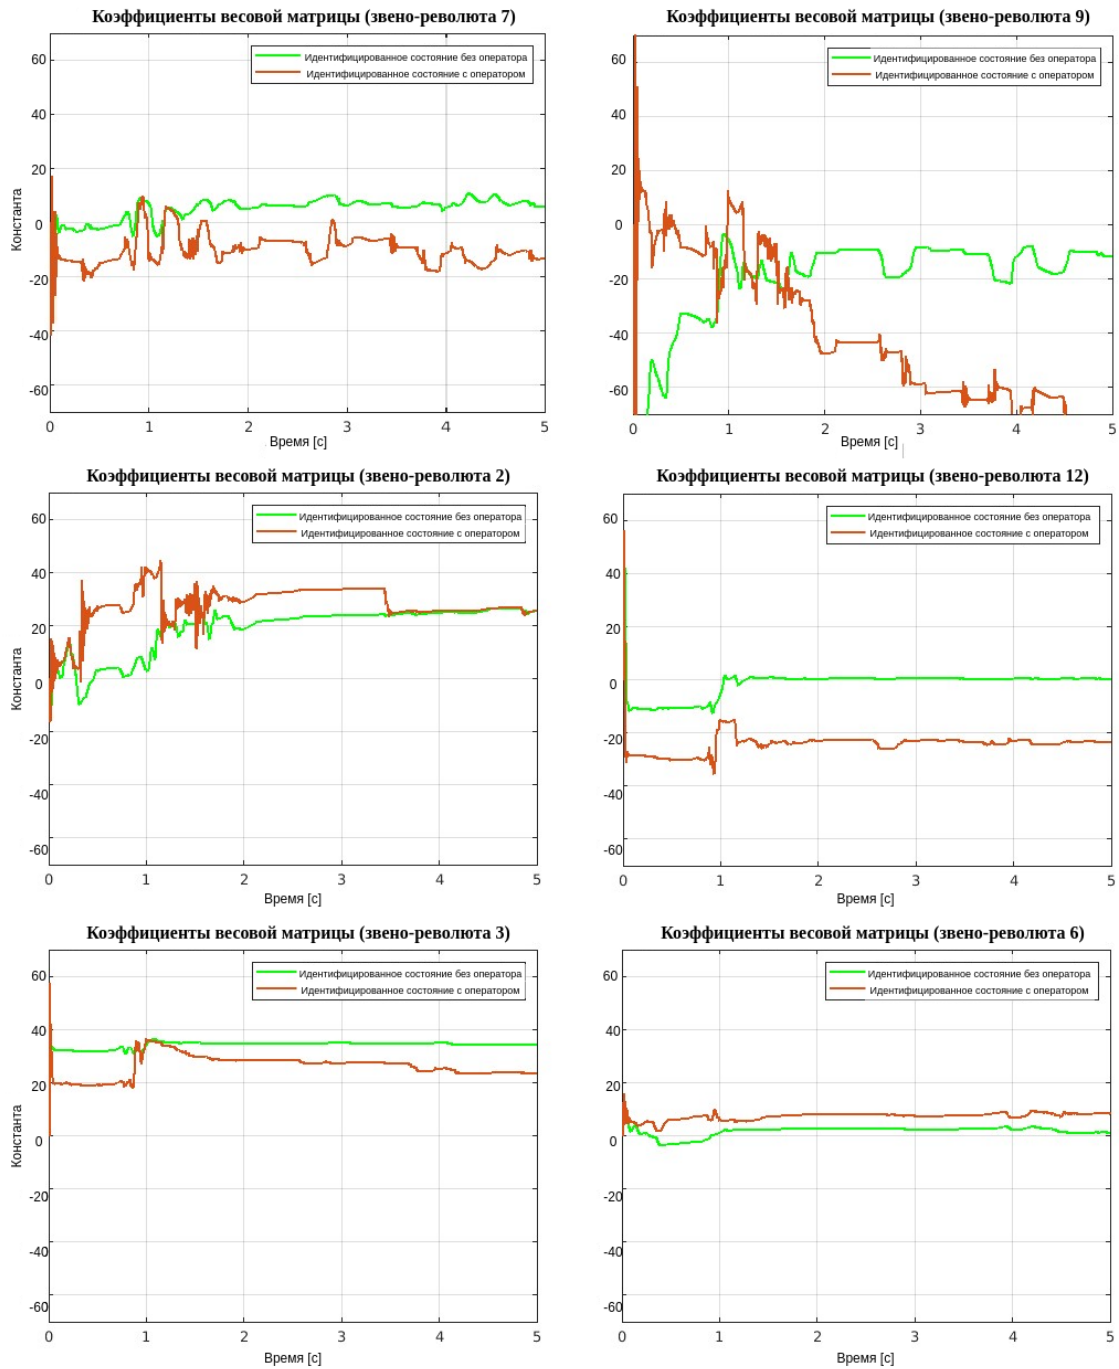 Коэффициенты весовой матрицы (звено-революта 7)
Идентифицированное состояние без оператора
Идентифицированное состояние с оператором
60
40
20
0
-20
-40
-60
Константа
0 1 2 3 4 5
Время [с]
Коэффициенты весовой матрицы (звено-революта 9)
Идентифицированное состояние без оператора
Идентифицированное состояние с оператором
60
40
20
0
-20
-40
-60
0 1 2 3 4 5
Время [с]
Коэффициенты весовой матрицы (звено-революта 2)
Идентифицированное состояние без оператора
Идентифицированное состояние с оператором
60
40
20
0
-20
-40
-60
Константа
0 1 2 3 4 5
Время [с]
Коэффициенты весовой матрицы (звено-революта 12)
Идентифицированное состояние без оператора
Идентифицированное состояние с оператором
60
40
20
0
-20
-40
-60
0 1 2 3 4 5
Время [с]
Коэффициенты весовой матрицы (звено-революта 3)
Идентифицированное состояние без оператора
Идентифицированное состояние с оператором
60
40
20
0
-20
-40
-60
Константа
0 1 2 3 4 5
Время [с]
Коэффициенты весовой матрицы (звено-революта 6)
Идентифицированное состояние без оператора
Идентифицированное состояние с оператором
60
40
20
0
-20
-40
-60
0 1 2 3 4 5
Время [с]